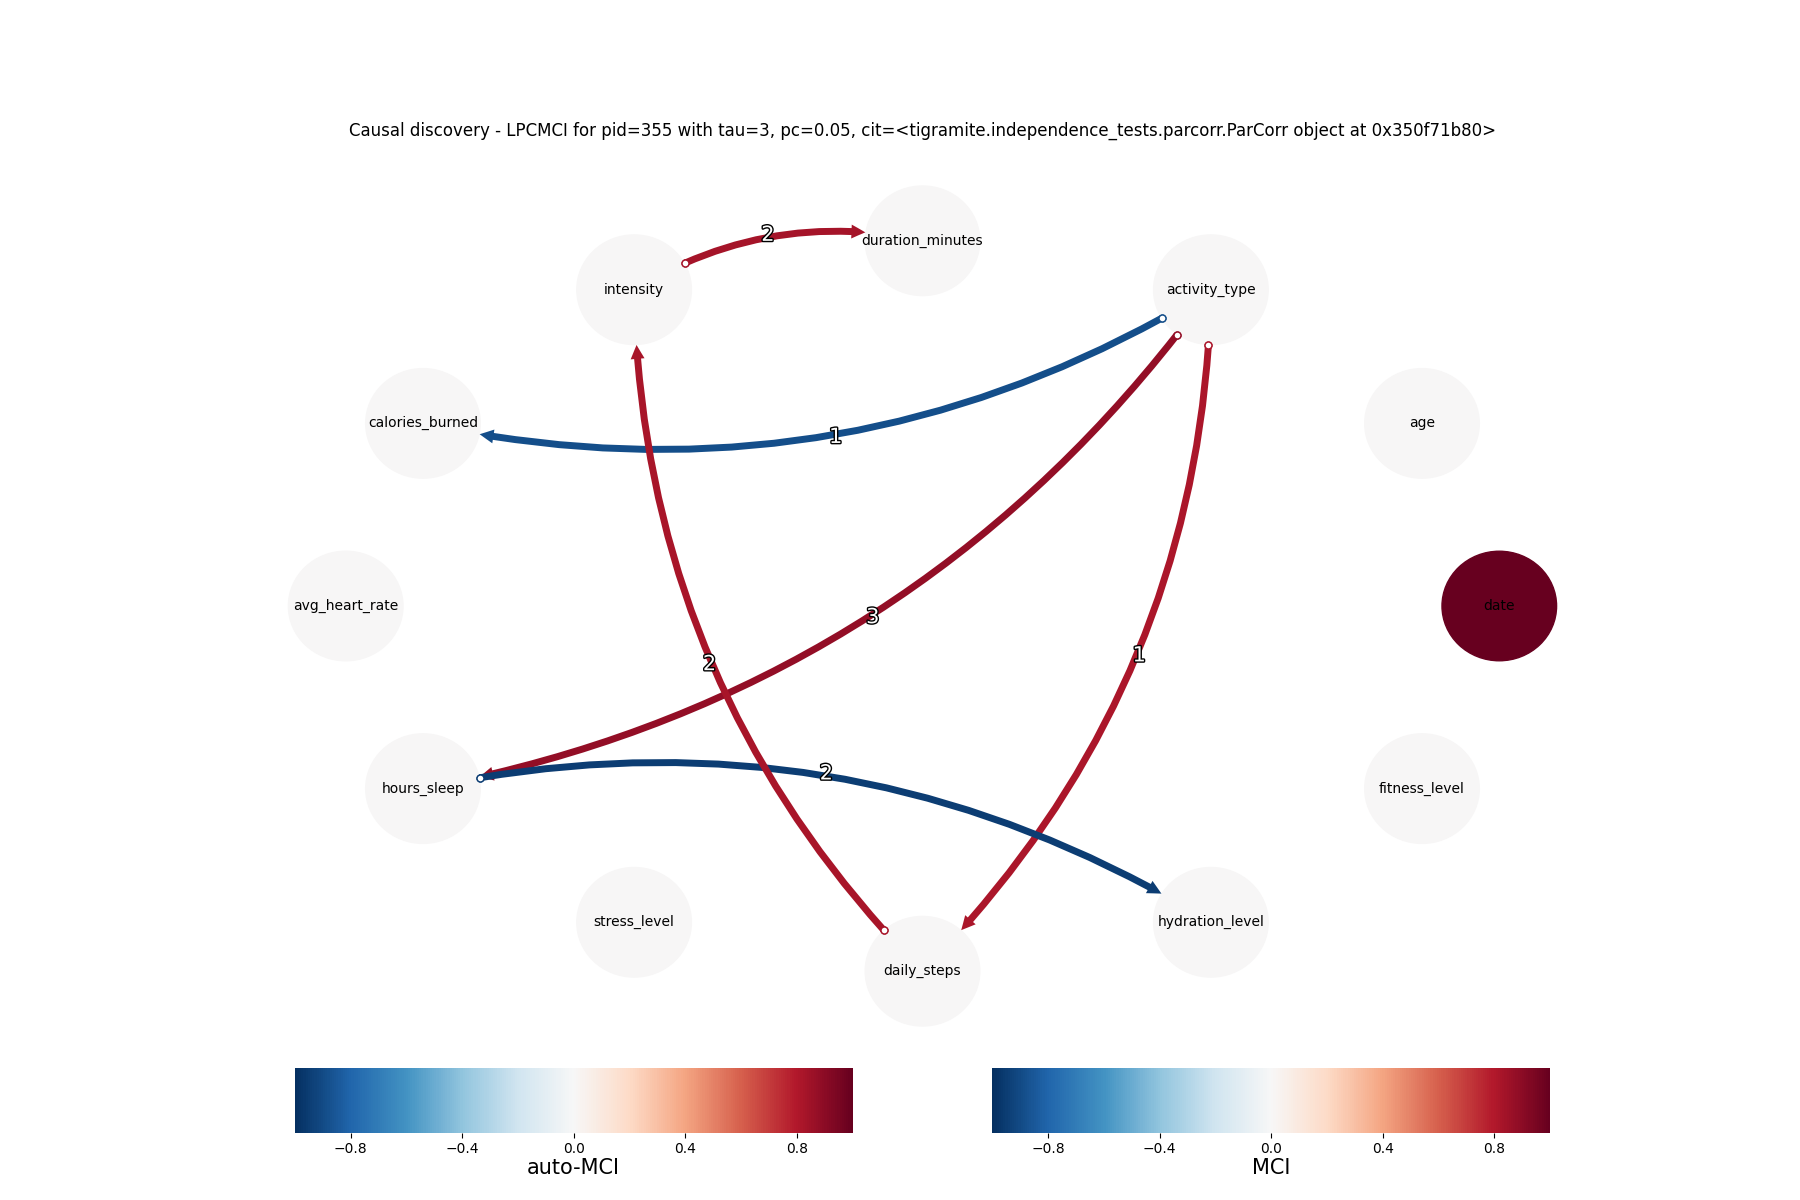 Causal discovery - LPCMCI for pid=355 with tau=3, pc=0.05, cit=<tigramite.independence_tests.parcorr.ParCorr object at 0x350f71b80>
2
duration_minutes
intensity
activity_type
calories_burned
1
age
avg_heart_rate
date
3
2
1
2
hours_sleep
fitness_level
stress_level
hydration_level
daily_steps
−0.8 −0.4 0.0 0.4 0.8
auto-MCI
−0.8 −0.4 0.0 0.4 0.8
MCI